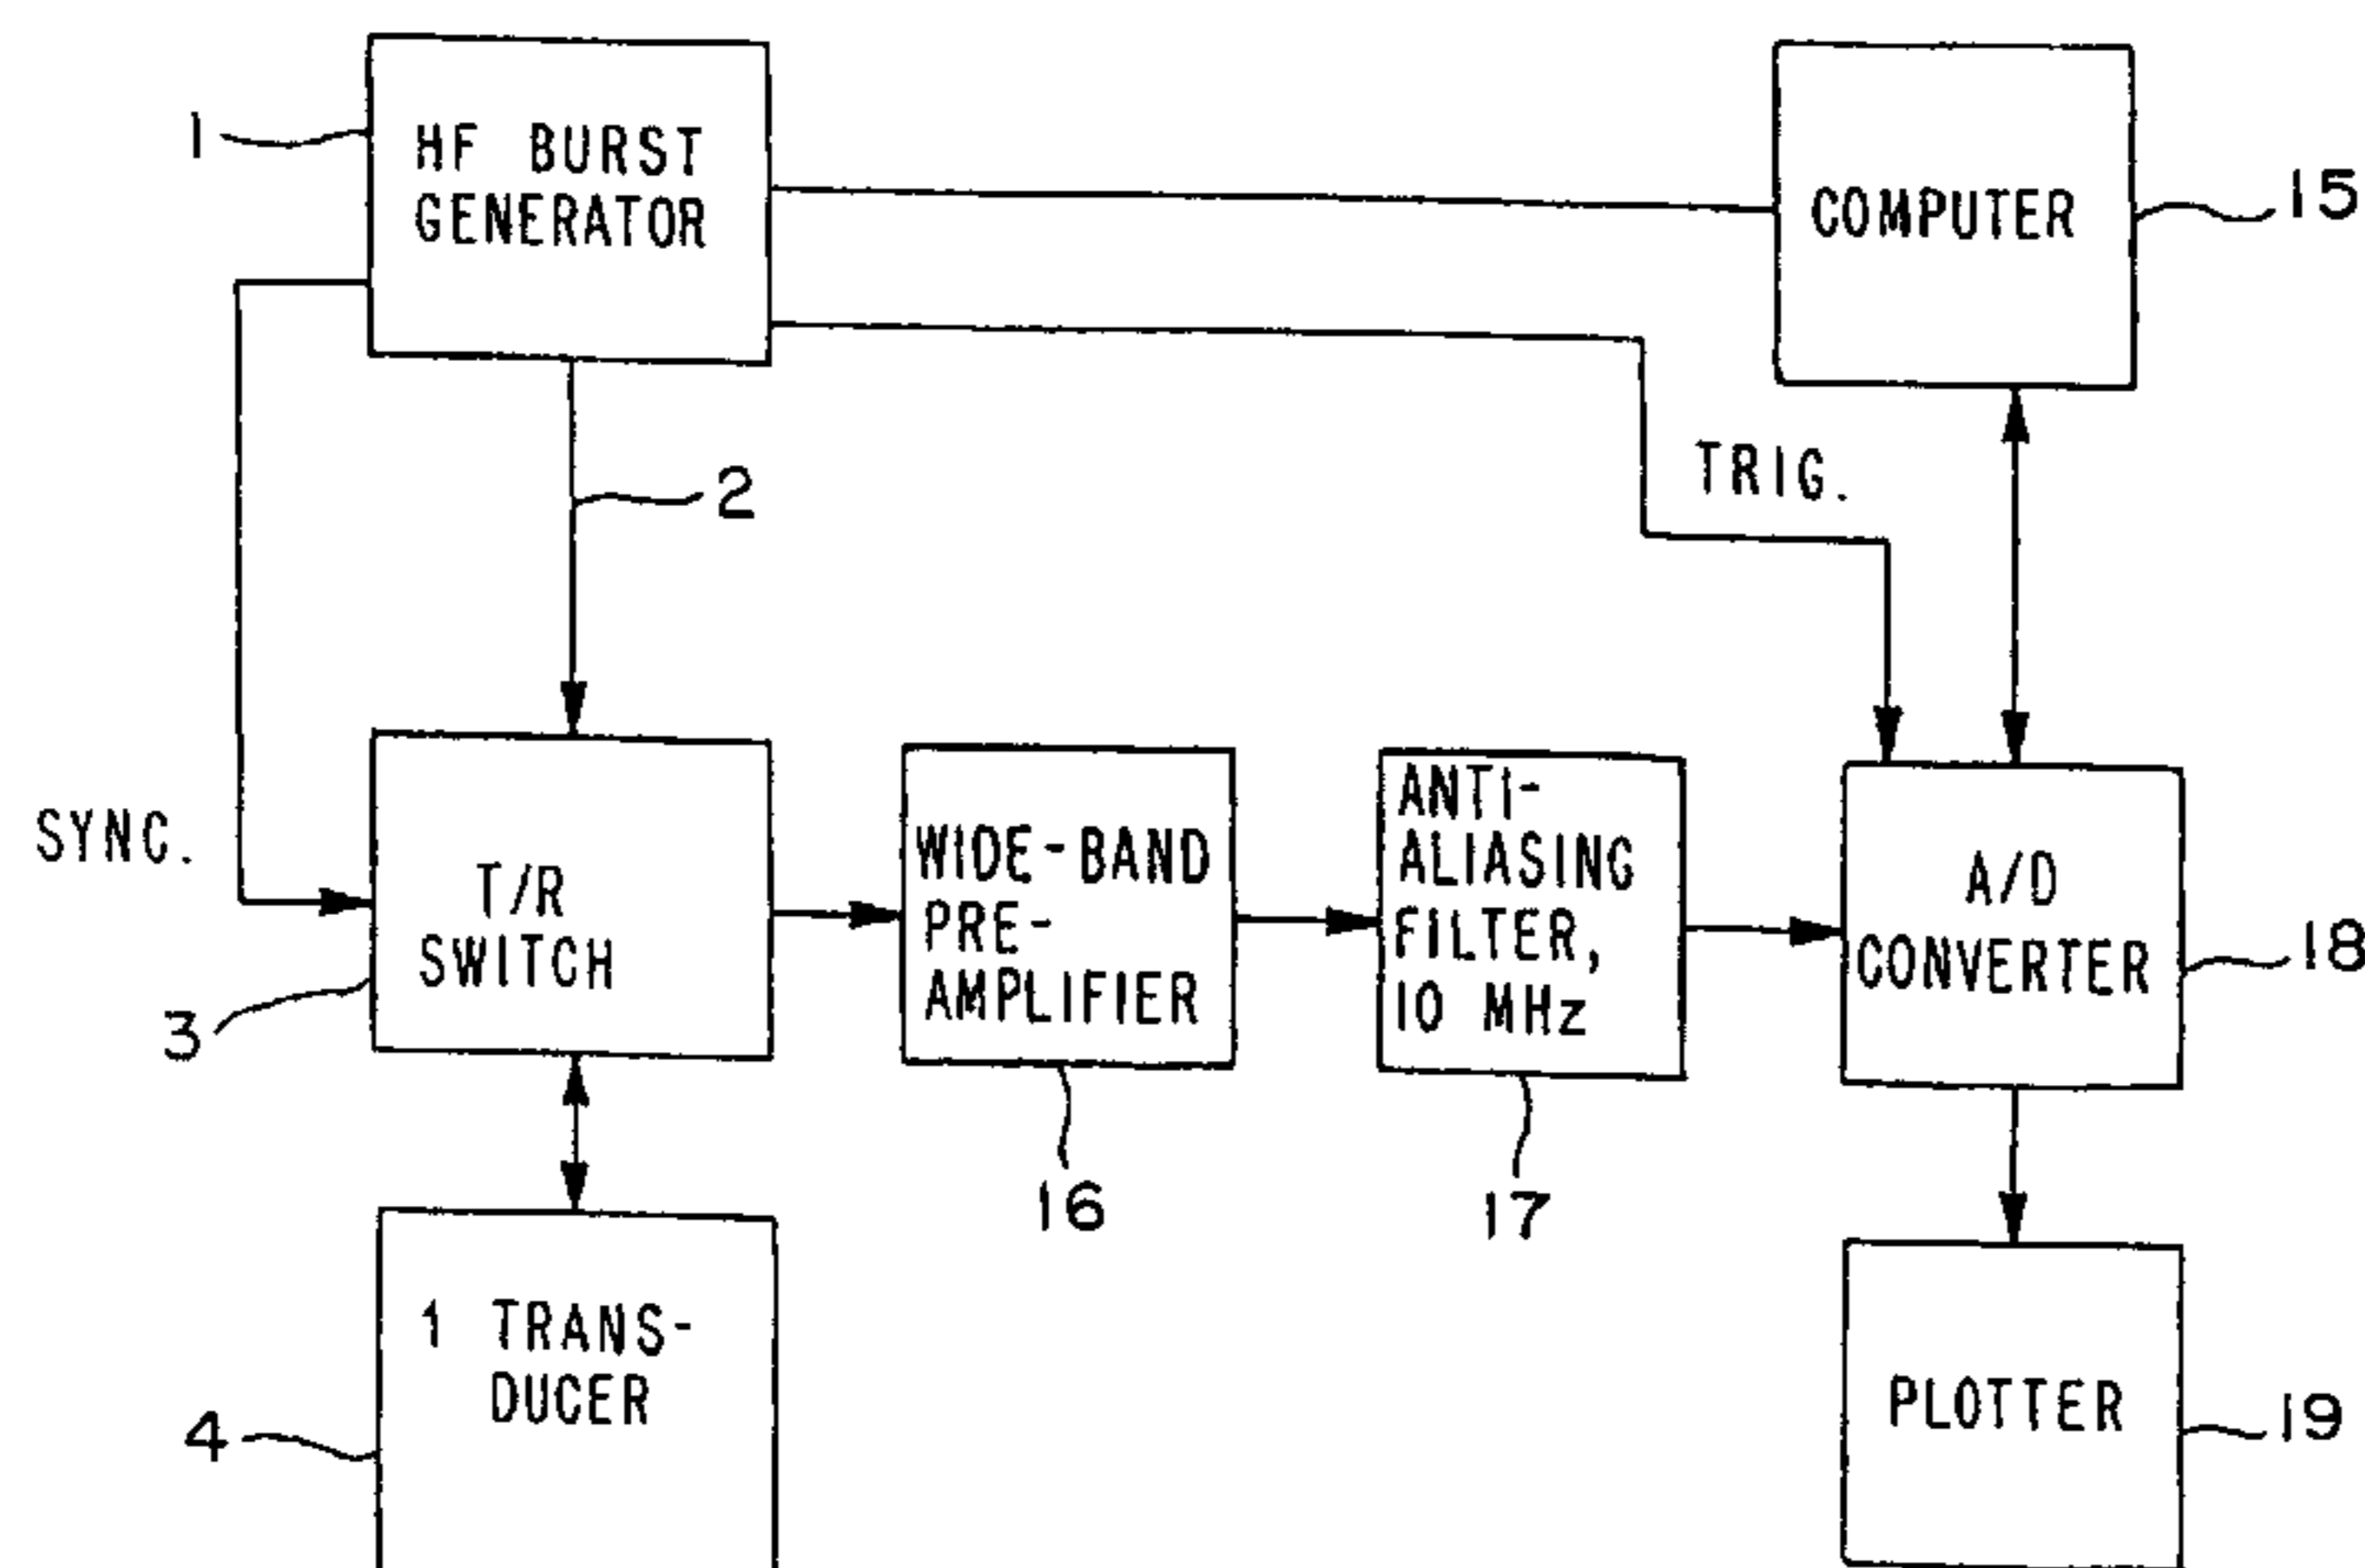 1
HF BURST
GENERATOR
COMPUTER
15
2
TRIG.
SYNC.
T/R
SWITCH
3
WIDE-BAND
PRE-
AMPLIFIER
16
ANTI-
ALIASING
FILTER,
10 MHz
17
A/D
CONVERTER
18
1 TRANS-
DUCER
4
PLOTTER
19